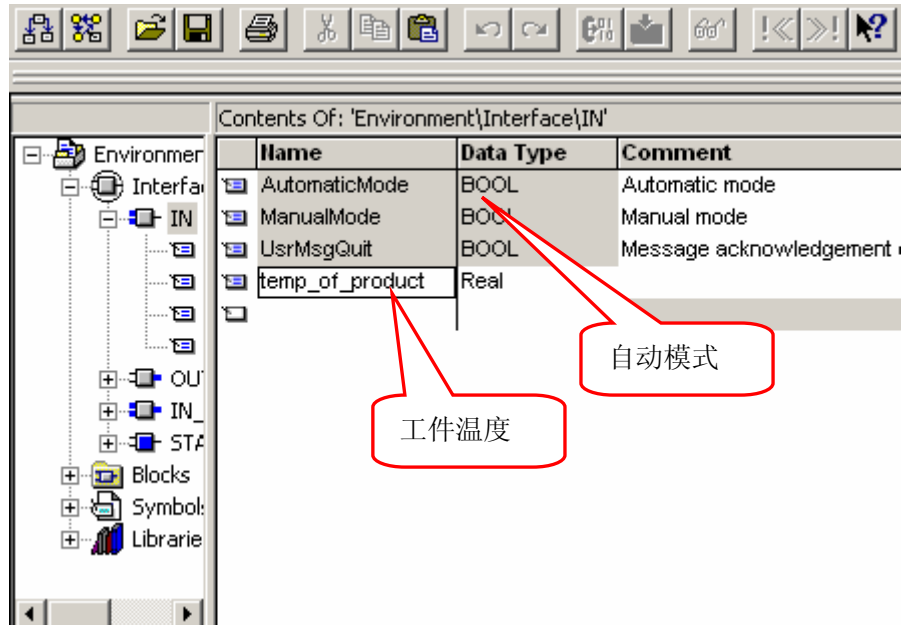 Contents Of: 'Environment\Interface\IN'
Name Data Type Comment
AutomaticMode BOOL Automatic mode
ManualMode BOOL Manual mode
UsrMsgQuit BOOL Message acknowledgement
temp_of_product Real
Environmer
Interfa
IN
OU
IN_
STA
Blocks
Symbol
Librarie
自动模式
工件温度